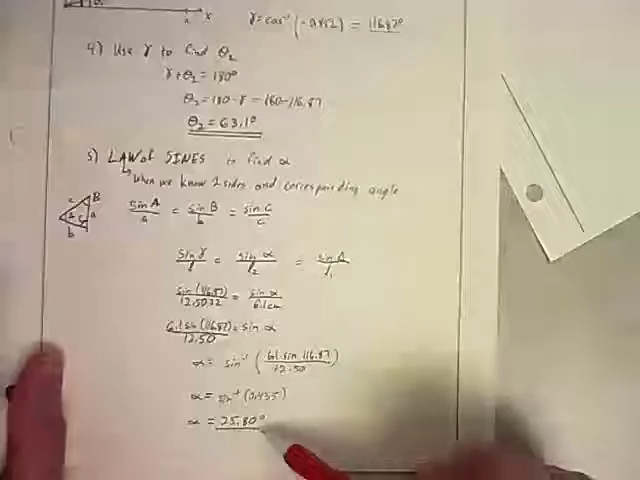 x
γ = cos⁻¹ (-0.452) = 116.87°
4) Use γ to find θ₂
γ + θ₂ = 180°
θ₂ = 180 - γ = 180 - 116.87
θ₂ = 63.1°
5) LAW of SINES to find α
↳ When we know 2 sides and corresponding angle
c B
A C a
b
sin A / a = sin B / b = sin C / c
sin γ / r = sin α / l₂ = sin A / l₁
sin(116.87) / 12.5032 = sin α / 6.1cm
6.1 sin(116.87) / 12.50 = sin α
α = sin⁻¹ ( 6.1 sin 116.87 / 12.50 )
α = sin⁻¹ (0.435)
α = 25.80°